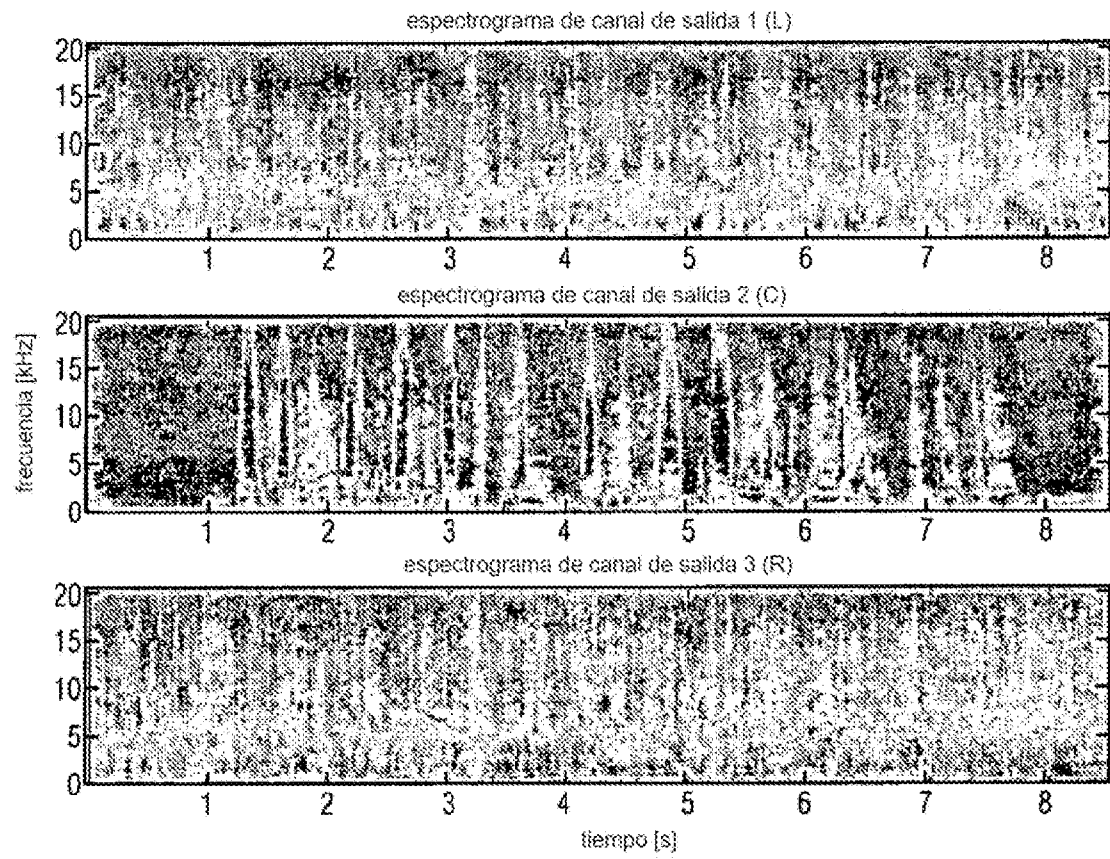 espectrograma de canal de salida 1 (L)
20
15
10
5
0
1 2 3 4 5 6 7 8
espectrograma de canal de salida 2 (C)
frecuencia [kHz]
20
15
10
5
0
1 2 3 4 5 6 7 8
espectrograma de canal de salida 3 (R)
20
15
10
5
0
1 2 3 4 5 6 7 8
tiempo [s]